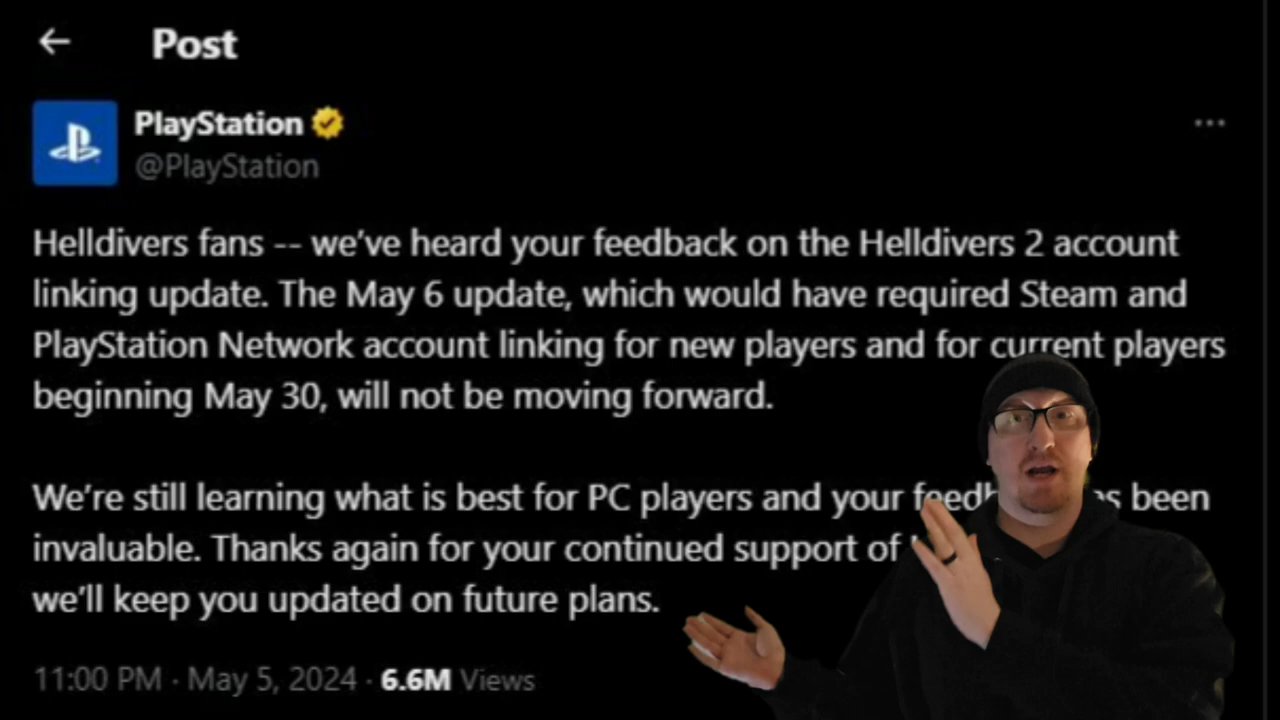 Post
PlayStation
@PlayStation
Helldivers fans -- we've heard your feedback on the Helldivers 2 account
linking update. The May 6 update, which would have required Steam and
PlayStation Network account linking for new players and for current players
beginning May 30, will not be moving forward.
We're still learning what is best for PC players and your been
invaluable. Thanks again for your continued support of
we'll keep you updated on future plans.
11:00 PM · May 5, 2024 · 6.6M Views